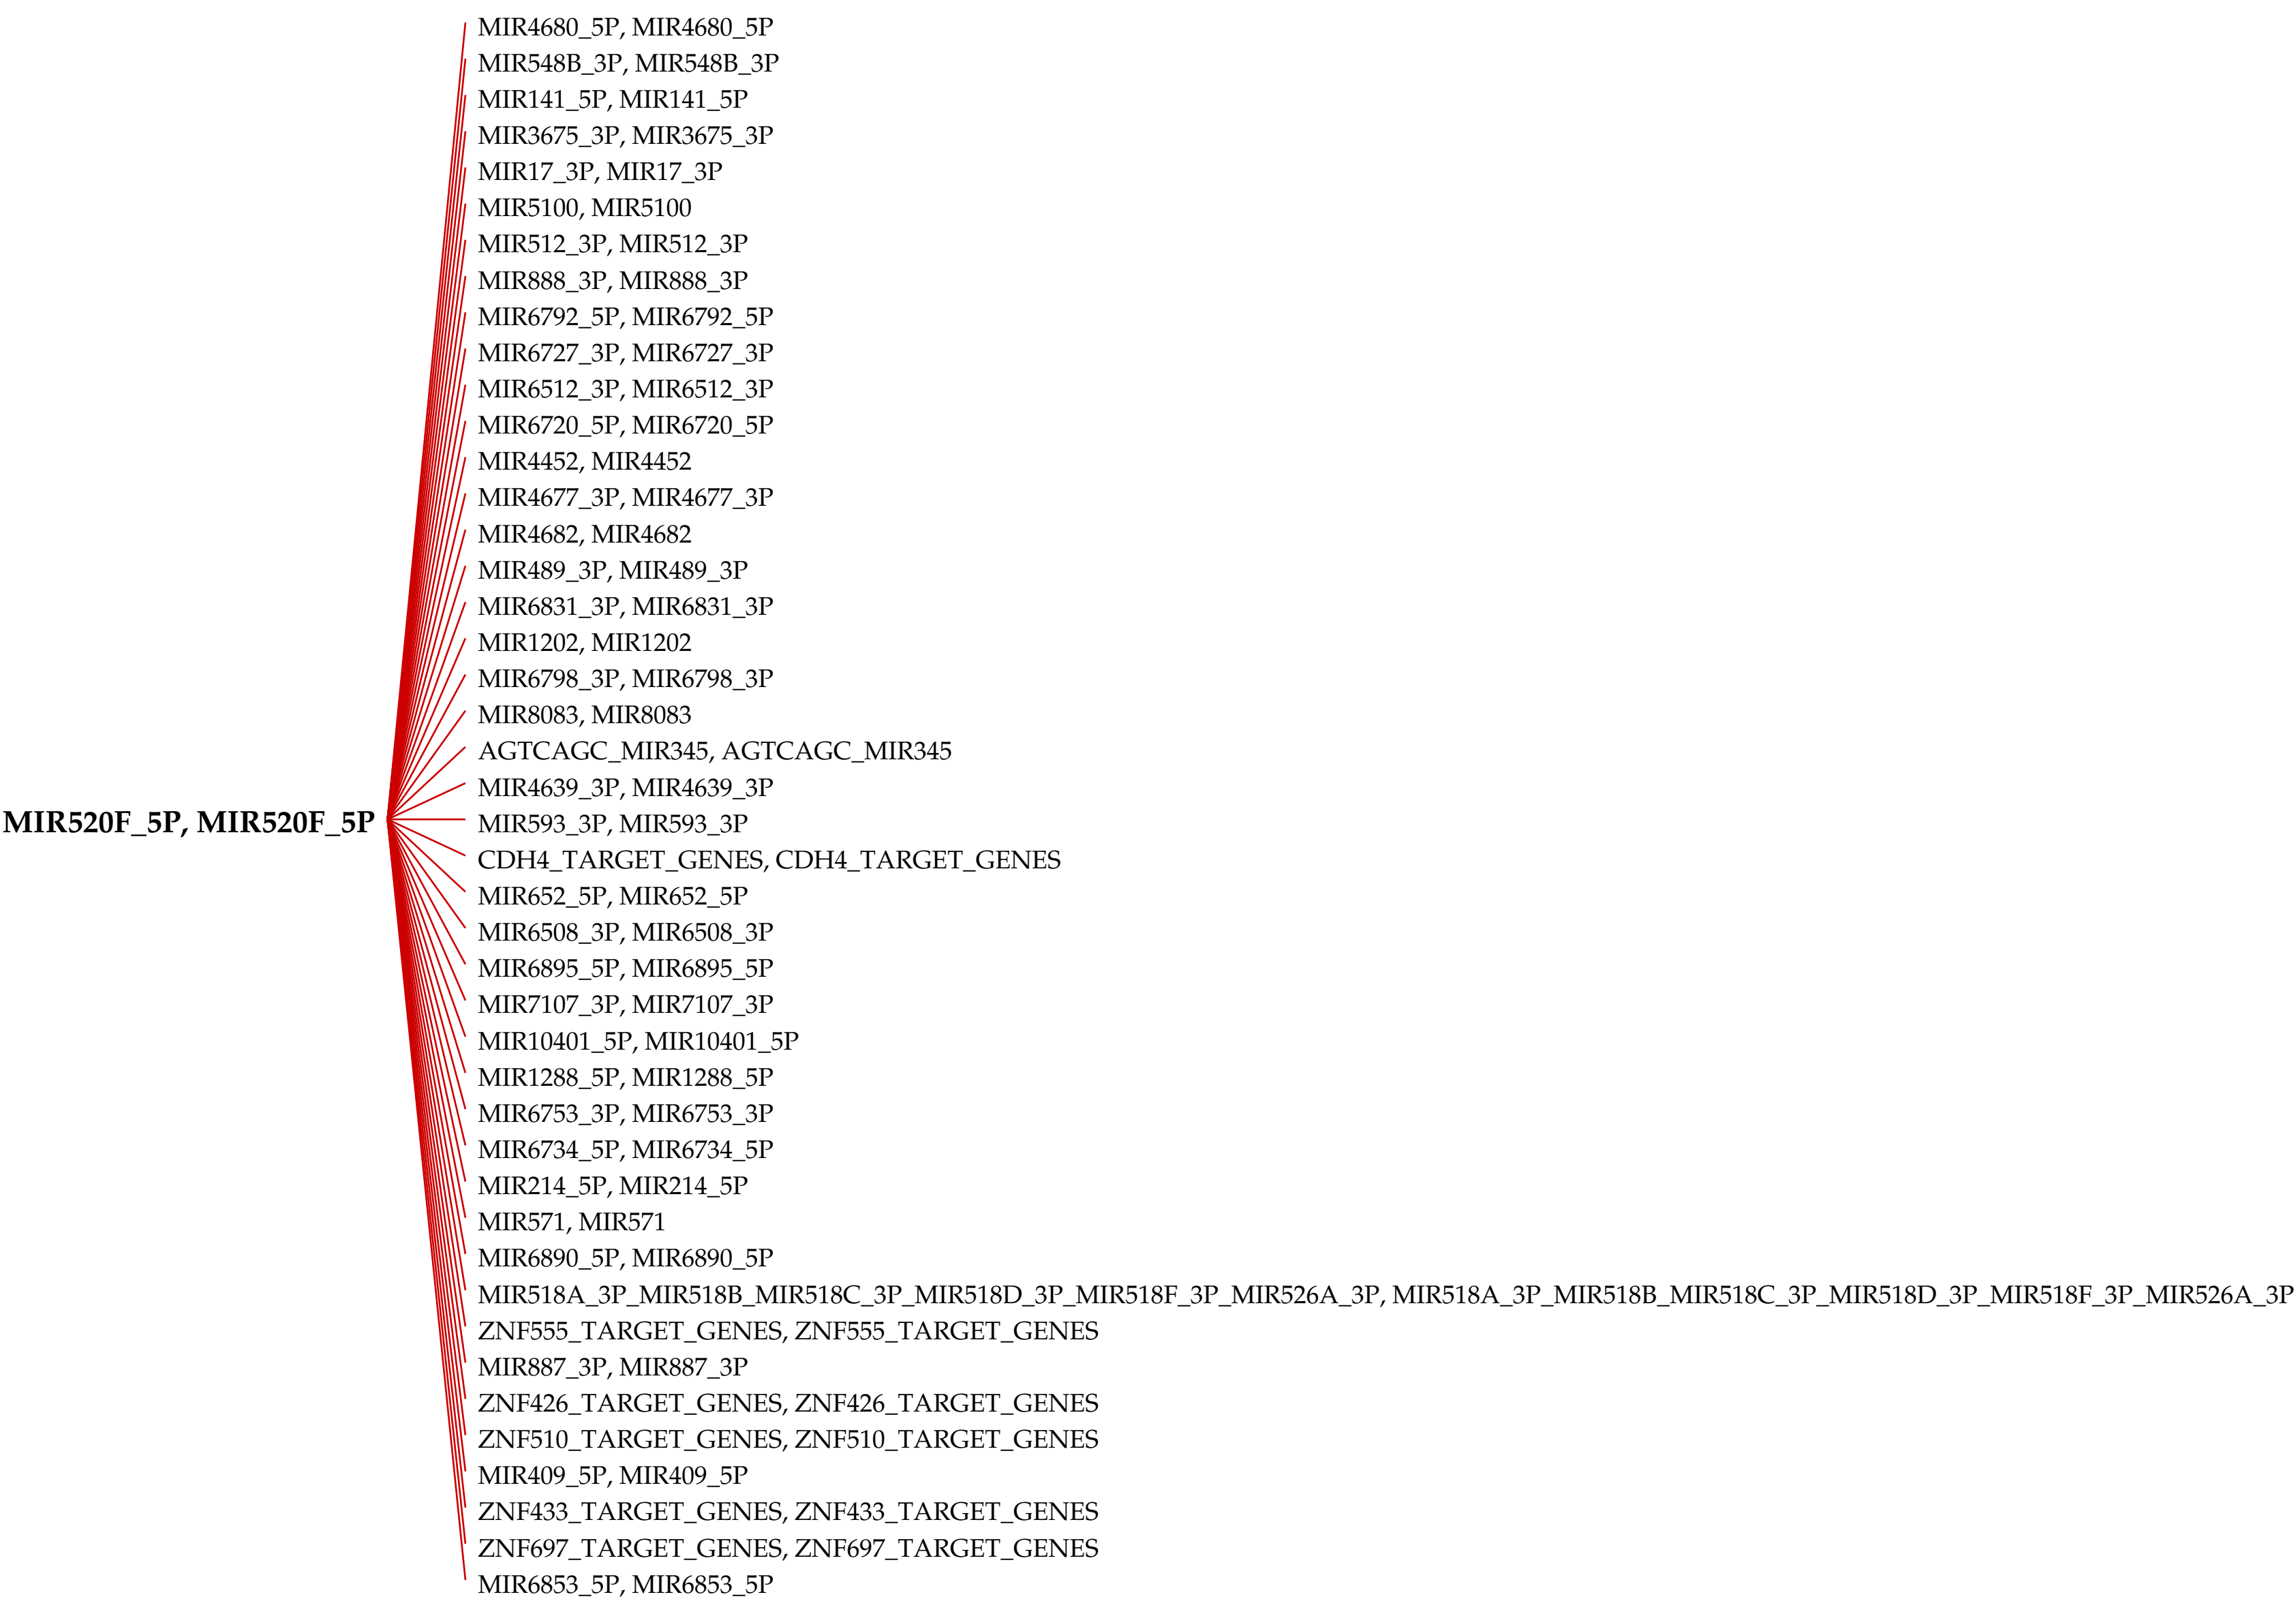 MIR4680_5P, MIR4680_5P
MIR548B_3P, MIR548B_3P
MIR141_5P, MIR141_5P
MIR3675_3P, MIR3675_3P
MIR17_3P, MIR17_3P
MIR5100, MIR5100
MIR512_3P, MIR512_3P
MIR888_3P, MIR888_3P
MIR6792_5P, MIR6792_5P
MIR6727_3P, MIR6727_3P
MIR6512_3P, MIR6512_3P
MIR6720_5P, MIR6720_5P
MIR4452, MIR4452
MIR4677_3P, MIR4677_3P
MIR4682, MIR4682
MIR489_3P, MIR489_3P
MIR6831_3P, MIR6831_3P
MIR1202, MIR1202
MIR6798_3P, MIR6798_3P
MIR8083, MIR8083
AGTCAGC_MIR345, AGTCAGC_MIR345
MIR4639_3P, MIR4639_3P
MIR520F_5P, MIR520F_5P
MIR593_3P, MIR593_3P
CDH4_TARGET_GENES, CDH4_TARGET_GENES
MIR652_5P, MIR652_5P
MIR6508_3P, MIR6508_3P
MIR6895_5P, MIR6895_5P
MIR7107_3P, MIR7107_3P
MIR10401_5P, MIR10401_5P
MIR1288_5P, MIR1288_5P
MIR6753_3P, MIR6753_3P
MIR6734_5P, MIR6734_5P
MIR214_5P, MIR214_5P
MIR571, MIR571
MIR6890_5P, MIR6890_5P
MIR518A_3P_MIR518B_MIR518C_3P_MIR518D_3P_MIR518F_3P_MIR526A_3P, MIR518A_3P_MIR518B_MIR518C_3P_MIR518D_3P_MIR518F_3P_MIR526A_3P
ZNF555_TARGET_GENES, ZNF555_TARGET_GENES
MIR887_3P, MIR887_3P
ZNF426_TARGET_GENES, ZNF426_TARGET_GENES
ZNF510_TARGET_GENES, ZNF510_TARGET_GENES
MIR409_5P, MIR409_5P
ZNF433_TARGET_GENES, ZNF433_TARGET_GENES
ZNF697_TARGET_GENES, ZNF697_TARGET_GENES
MIR6853_5P, MIR6853_5P